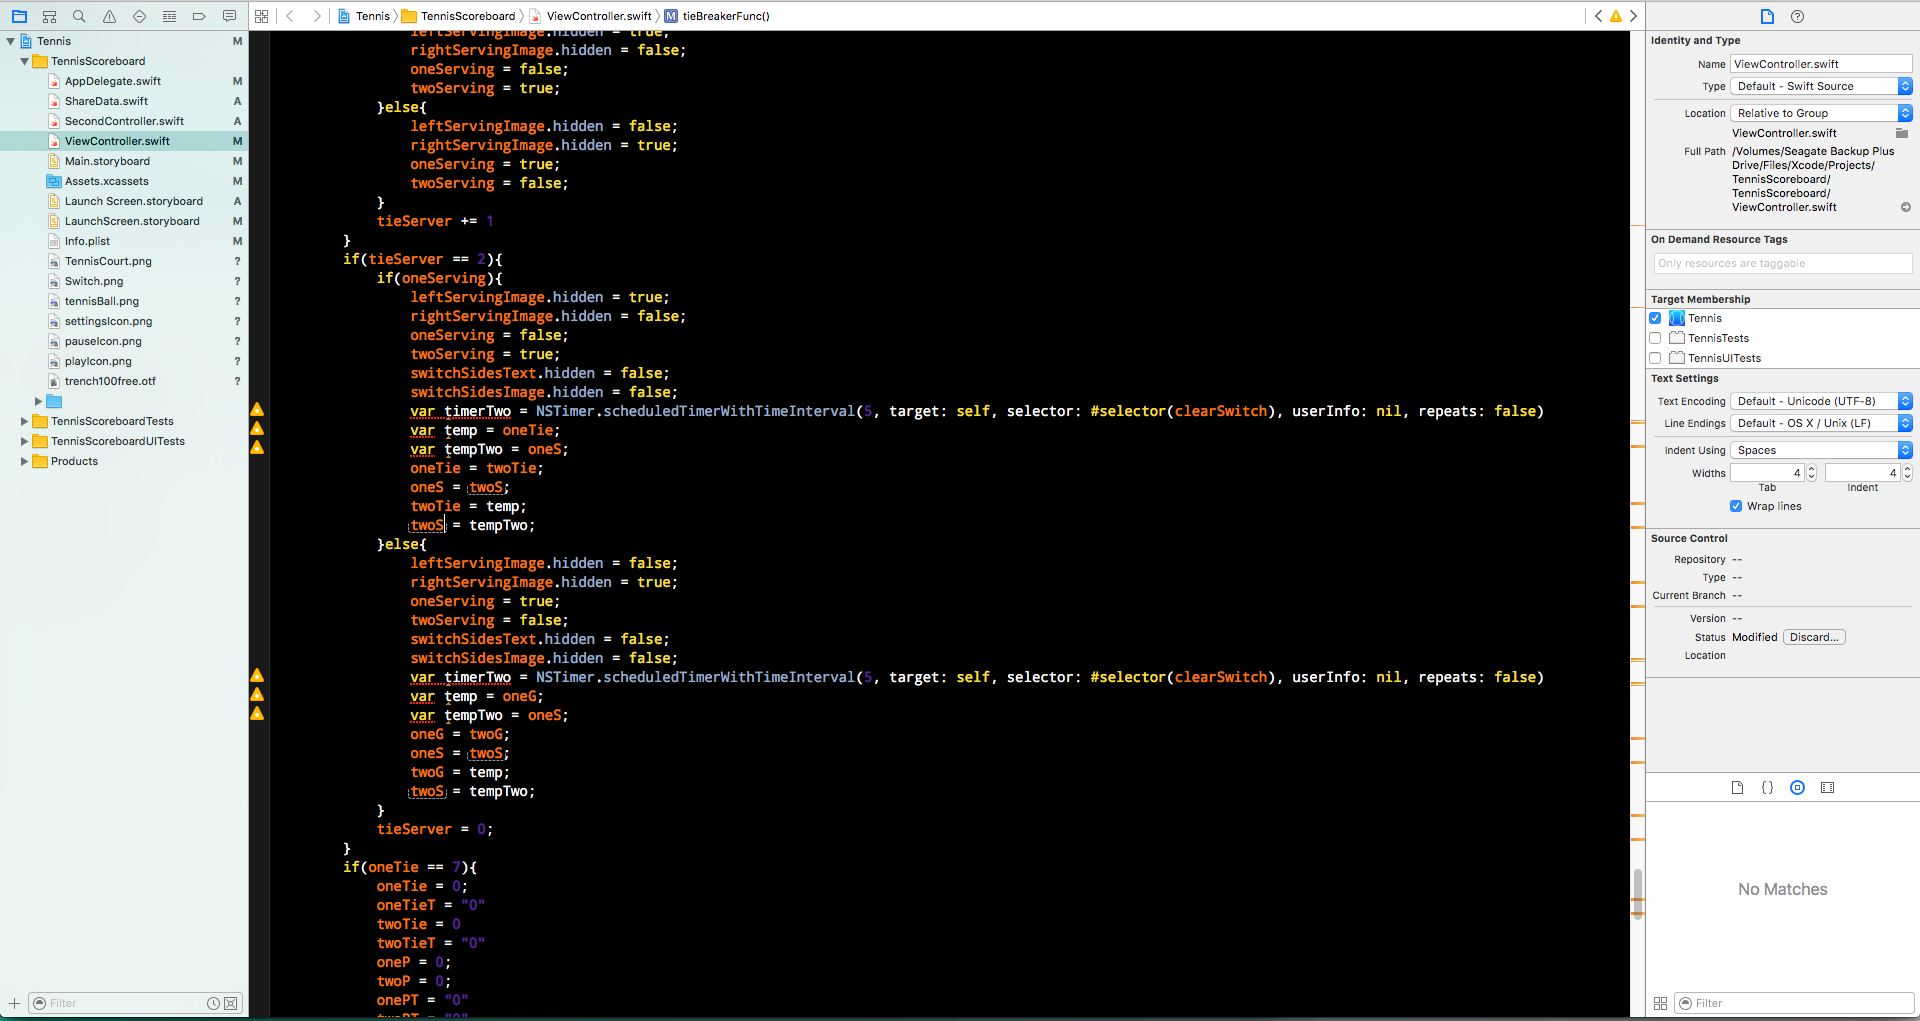 Tennis
TennisScoreboard
ViewController.swift
M
tieBreakerFunc()
Tennis M
TennisScoreboard
AppDelegate.swift M
ShareData.swift A
SecondController.swift A
ViewController.swift M
Main.storyboard M
Assets.xcassets M
Launch Screen.storyboard A
LaunchScreen.storyboard M
Info.plist M
TennisCourt.png ?
Switch.png ?
tennisBall.png ?
settingsIcon.png ?
pauseIcon.png ?
playIcon.png ?
trench100free.otf ?
TennisScoreboardTests
TennisScoreboardUITests
Products
Filter
leftServingImage.hidden = true;
rightServingImage.hidden = false;
oneServing = false;
twoServing = true;
}else{
leftServingImage.hidden = false;
rightServingImage.hidden = true;
oneServing = true;
twoServing = false;
}
tieServer += 1
}
if(tieServer == 2){
if(oneServing){
leftServingImage.hidden = true;
rightServingImage.hidden = false;
oneServing = false;
twoServing = true;
switchSidesText.hidden = false;
switchSidesImage.hidden = false;
var timerTwo = NSTimer.scheduledTimerWithTimeInterval(5, target: self, selector: #selector(clearSwitch), userInfo: nil, repeats: false)
var temp = oneTie;
var tempTwo = oneS;
oneTie = twoTie;
oneS = twoS;
twoTie = temp;
twoS = tempTwo;
}else{
leftServingImage.hidden = false;
rightServingImage.hidden = true;
oneServing = true;
twoServing = false;
switchSidesText.hidden = false;
switchSidesImage.hidden = false;
var timerTwo = NSTimer.scheduledTimerWithTimeInterval(5, target: self, selector: #selector(clearSwitch), userInfo: nil, repeats: false)
var temp = oneG;
var tempTwo = oneS;
oneG = twoG;
oneS = twoS;
twoG = temp;
twoS = tempTwo;
}
tieServer = 0;
}
if(oneTie == 7){
oneTie = 0;
oneTieT = "0"
twoTie = 0
twoTieT = "0"
oneP = 0;
twoP = 0;
onePT = "0"
twoPT = "0"
Identity and Type
Name ViewController.swift
Type Default - Swift Source
Location Relative to Group
ViewController.swift
Full Path /Volumes/Seagate Backup Plus
Drive/Files/Xcode/Projects/
TennisScoreboard/
TennisScoreboard/
ViewController.swift
On Demand Resource Tags
Only resources are taggable
Target Membership
Tennis
TennisTests
TennisUITests
Text Settings
Text Encoding Default - Unicode (UTF-8)
Line Endings Default - OS X / Unix (LF)
Indent Using Spaces
Widths 4 4
Tab Indent
Wrap lines
Source Control
Repository --
Type --
Current Branch --
Version --
Status Modified Discard...
Location
No Matches
Filter